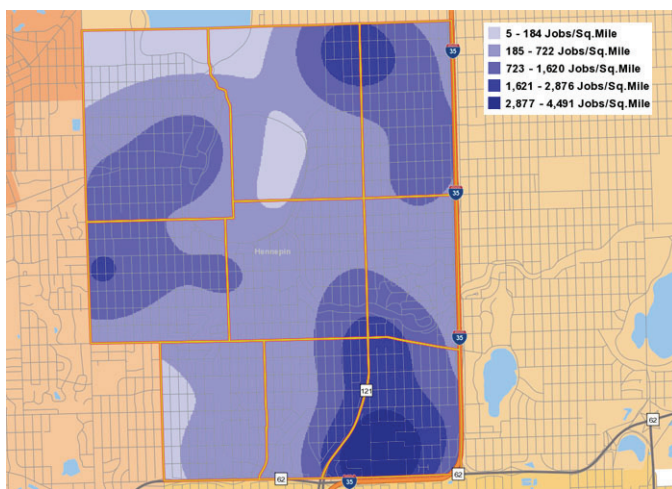 5 - 184 Jobs/Sq.Mile
185 - 722 Jobs/Sq.Mile
723 - 1,620 Jobs/Sq.Mile
1,621 - 2,876 Jobs/Sq.Mile
2,877 - 4,491 Jobs/Sq.Mile
35
35
Hennepin
35
121
62
62
62
35